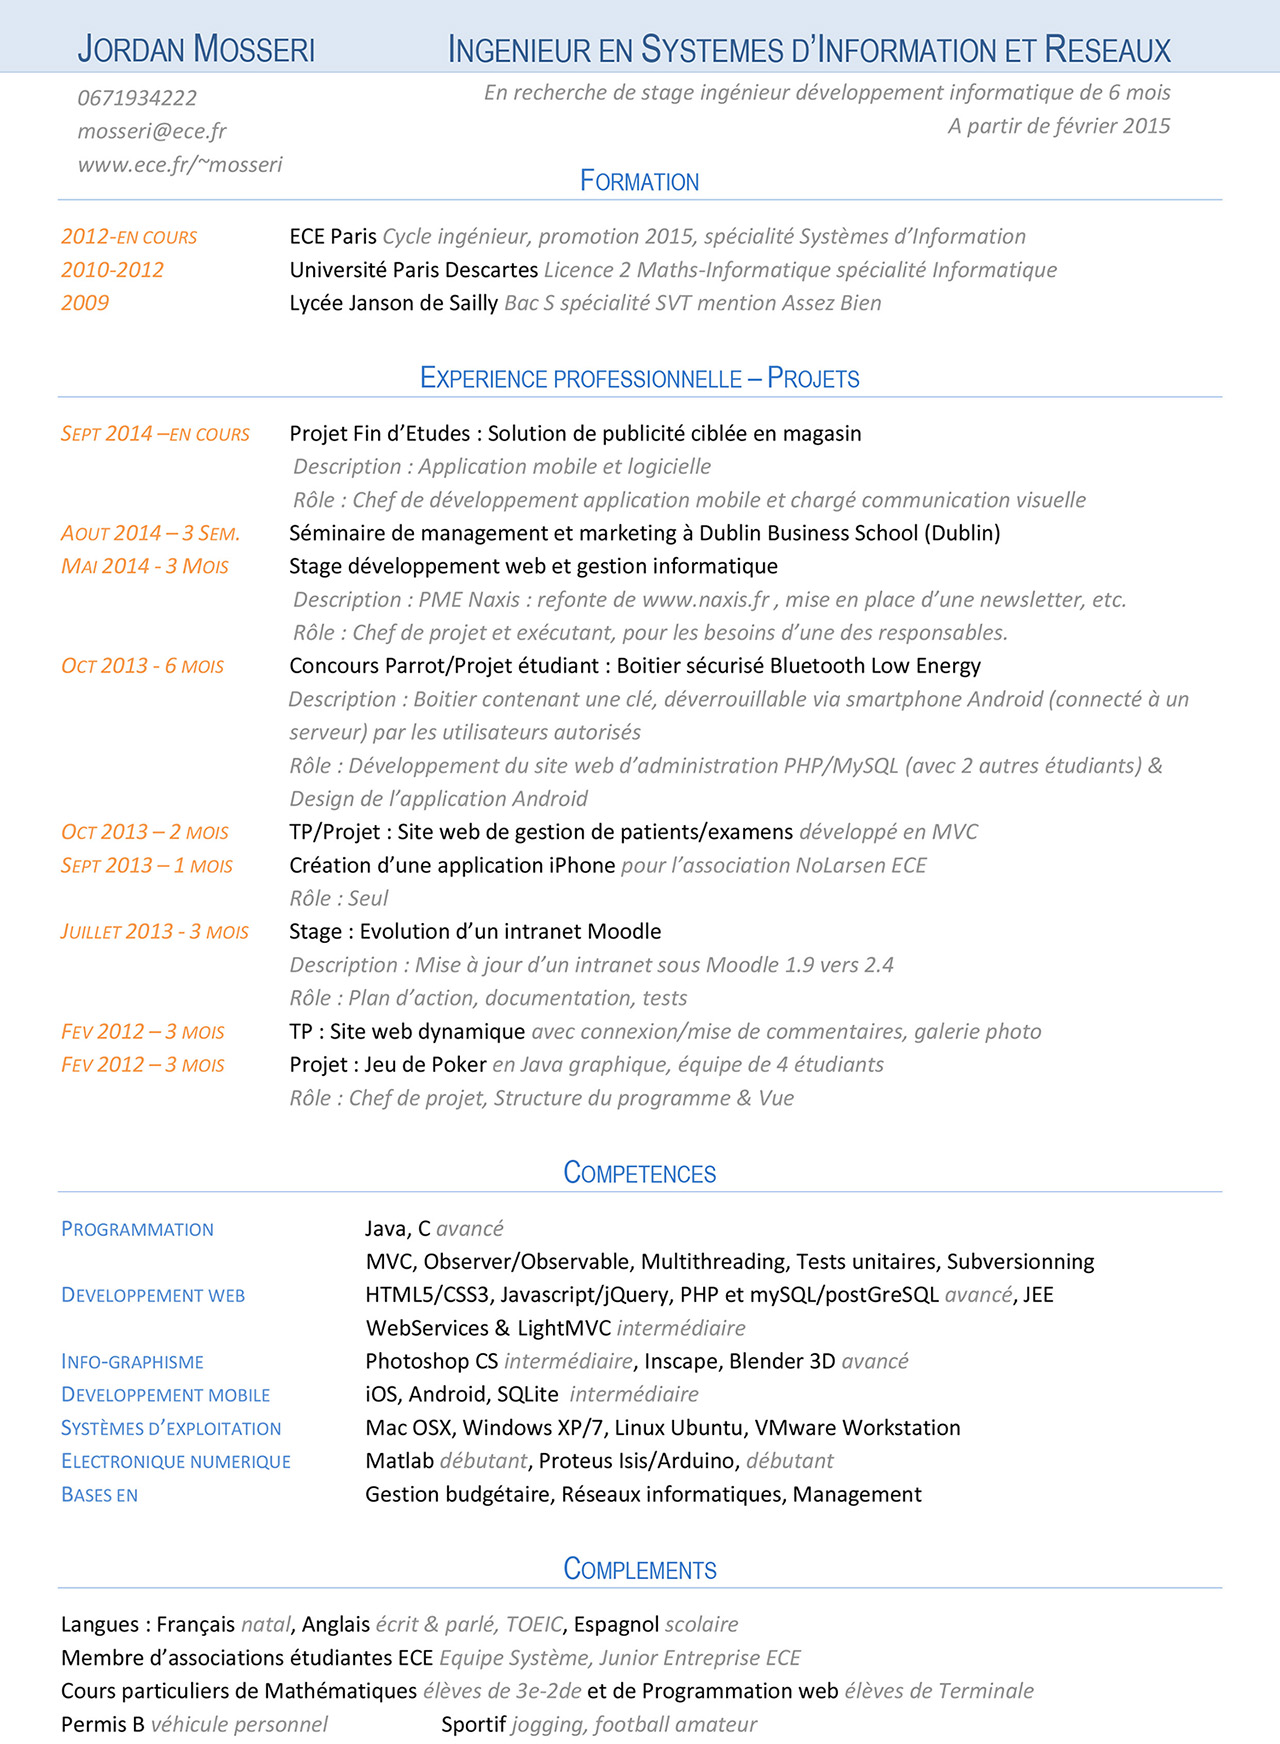 JORDAN MOSSERI INGENIEUR EN SYSTEMES D’INFORMATION ET RESEAUX
0671934222
mosseri@ece.fr
www.ece.fr/~mosseri
En recherche de stage ingénieur développement informatique de 6 mois
A partir de février 2015
FORMATION
2012-EN COURS ECE Paris Cycle ingénieur, promotion 2015, spécialité Systèmes d’Information
2010-2012 Université Paris Descartes Licence 2 Maths-Informatique spécialité Informatique
2009 Lycée Janson de Sailly Bac S spécialité SVT mention Assez Bien
EXPERIENCE PROFESSIONNELLE – PROJETS
SEPT 2014 –EN COURS Projet Fin d’Etudes : Solution de publicité ciblée en magasin
Description : Application mobile et logicielle
Rôle : Chef de développement application mobile et chargé communication visuelle
AOUT 2014 – 3 SEM. Séminaire de management et marketing à Dublin Business School (Dublin)
MAI 2014 - 3 MOIS Stage développement web et gestion informatique
Description : PME Naxis : refonte de www.naxis.fr , mise en place d’une newsletter, etc.
Rôle : Chef de projet et exécutant, pour les besoins d’une des responsables.
OCT 2013 - 6 MOIS Concours Parrot/Projet étudiant : Boitier sécurisé Bluetooth Low Energy
Description : Boitier contenant une clé, déverrouillable via smartphone Android (connecté à un
serveur) par les utilisateurs autorisés
Rôle : Développement du site web d’administration PHP/MySQL (avec 2 autres étudiants) &
Design de l’application Android
OCT 2013 – 2 MOIS TP/Projet : Site web de gestion de patients/examens développé en MVC
SEPT 2013 – 1 MOIS Création d’une application iPhone pour l’association NoLarsen ECE
Rôle : Seul
JUILLET 2013 - 3 MOIS Stage : Evolution d’un intranet Moodle
Description : Mise à jour d’un intranet sous Moodle 1.9 vers 2.4
Rôle : Plan d’action, documentation, tests
FEV 2012 – 3 MOIS TP : Site web dynamique avec connexion/mise de commentaires, galerie photo
FEV 2012 – 3 MOIS Projet : Jeu de Poker en Java graphique, équipe de 4 étudiants
Rôle : Chef de projet, Structure du programme & Vue
COMPETENCES
PROGRAMMATION Java, C avancé
MVC, Observer/Observable, Multithreading, Tests unitaires, Subversionning
DEVELOPPEMENT WEB HTML5/CSS3, Javascript/jQuery, PHP et mySQL/postGreSQL avancé, JEE
WebServices & LightMVC intermédiaire
INFO-GRAPHISME Photoshop CS intermédiaire, Inscape, Blender 3D avancé
DEVELOPPEMENT MOBILE iOS, Android, SQLite intermédiaire
SYSTÈMES D’EXPLOITATION Mac OSX, Windows XP/7, Linux Ubuntu, VMware Workstation
ELECTRONIQUE NUMERIQUE Matlab débutant, Proteus Isis/Arduino, débutant
BASES EN Gestion budgétaire, Réseaux informatiques, Management
COMPLEMENTS
Langues : Français natal, Anglais écrit & parlé, TOEIC, Espagnol scolaire
Membre d’associations étudiantes ECE Equipe Système, Junior Entreprise ECE
Cours particuliers de Mathématiques élèves de 3e-2de et de Programmation web élèves de Terminale
Permis B véhicule personnel Sportif jogging, football amateur